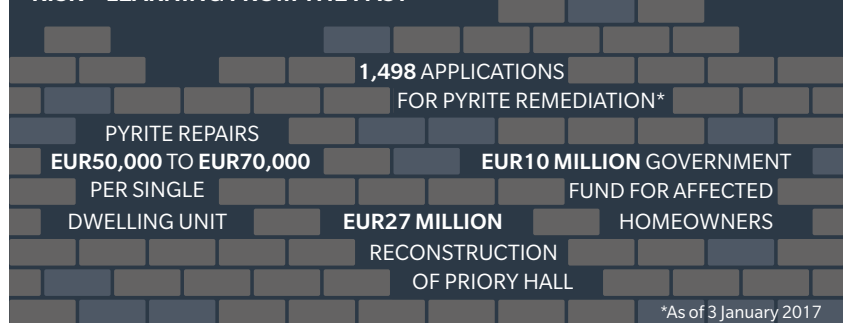 1,498 APPLICATIONS
FOR PYRITE REMEDIATION*
PYRITE REPAIRS
EUR50,000 TO EUR70,000
PER SINGLE
DWELLING UNIT
EUR10 MILLION GOVERNMENT
FUND FOR AFFECTED
HOMEOWNERS
EUR27 MILLION
RECONSTRUCTION
OF PRIORY HALL
*As of 3 January 2017